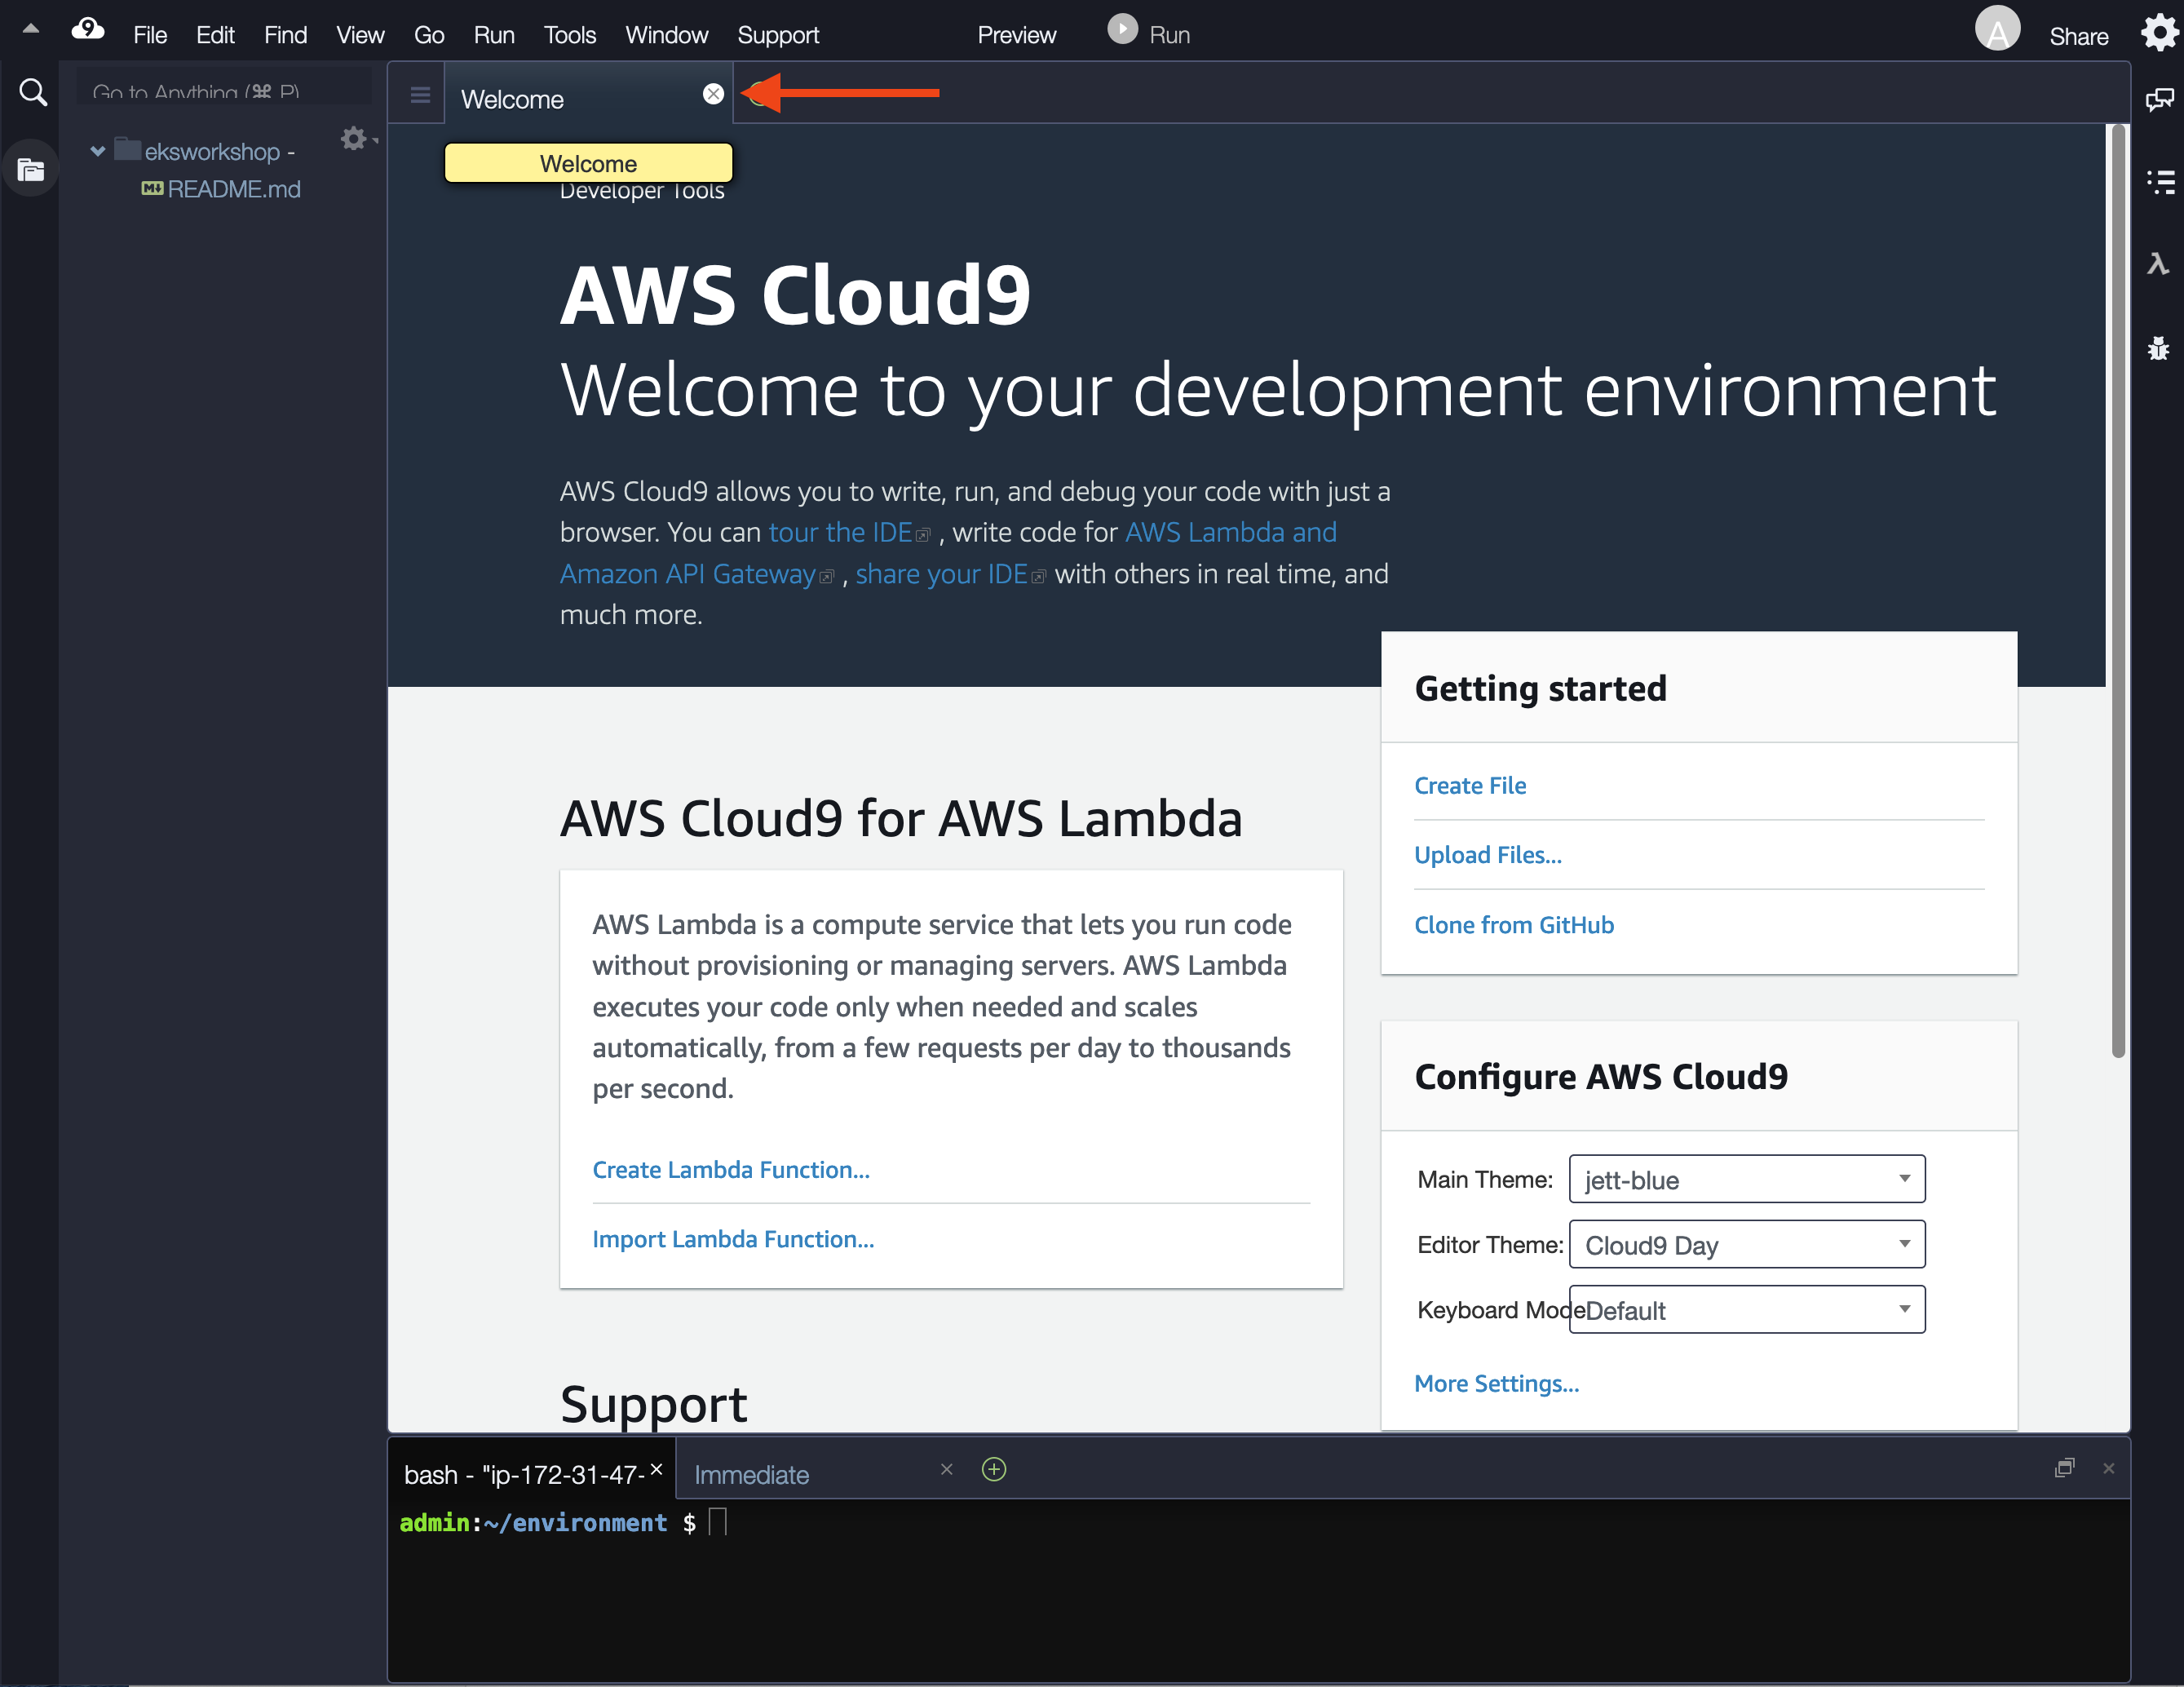 File Edit Find View Go Run Tools Window Support Preview Run A Share
Go to Anything (⌘ P)
Welcome
eksworkshop -
README.md
Welcome
Developer Tools
AWS Cloud9
Welcome to your development environment
AWS Cloud9 allows you to write, run, and debug your code with just a
browser. You can tour the IDE , write code for AWS Lambda and
Amazon API Gateway , share your IDE with others in real time, and
much more.
Getting started
Create File
Upload Files...
Clone from GitHub
AWS Cloud9 for AWS Lambda
AWS Lambda is a compute service that lets you run code
without provisioning or managing servers. AWS Lambda
executes your code only when needed and scales
automatically, from a few requests per day to thousands
per second.
Create Lambda Function...
Import Lambda Function...
Configure AWS Cloud9
Main Theme: jett-blue
Editor Theme: Cloud9 Day
Keyboard Mode Default
More Settings...
Support
bash - "ip-172-31-47- Immediate
admin:~/environment $